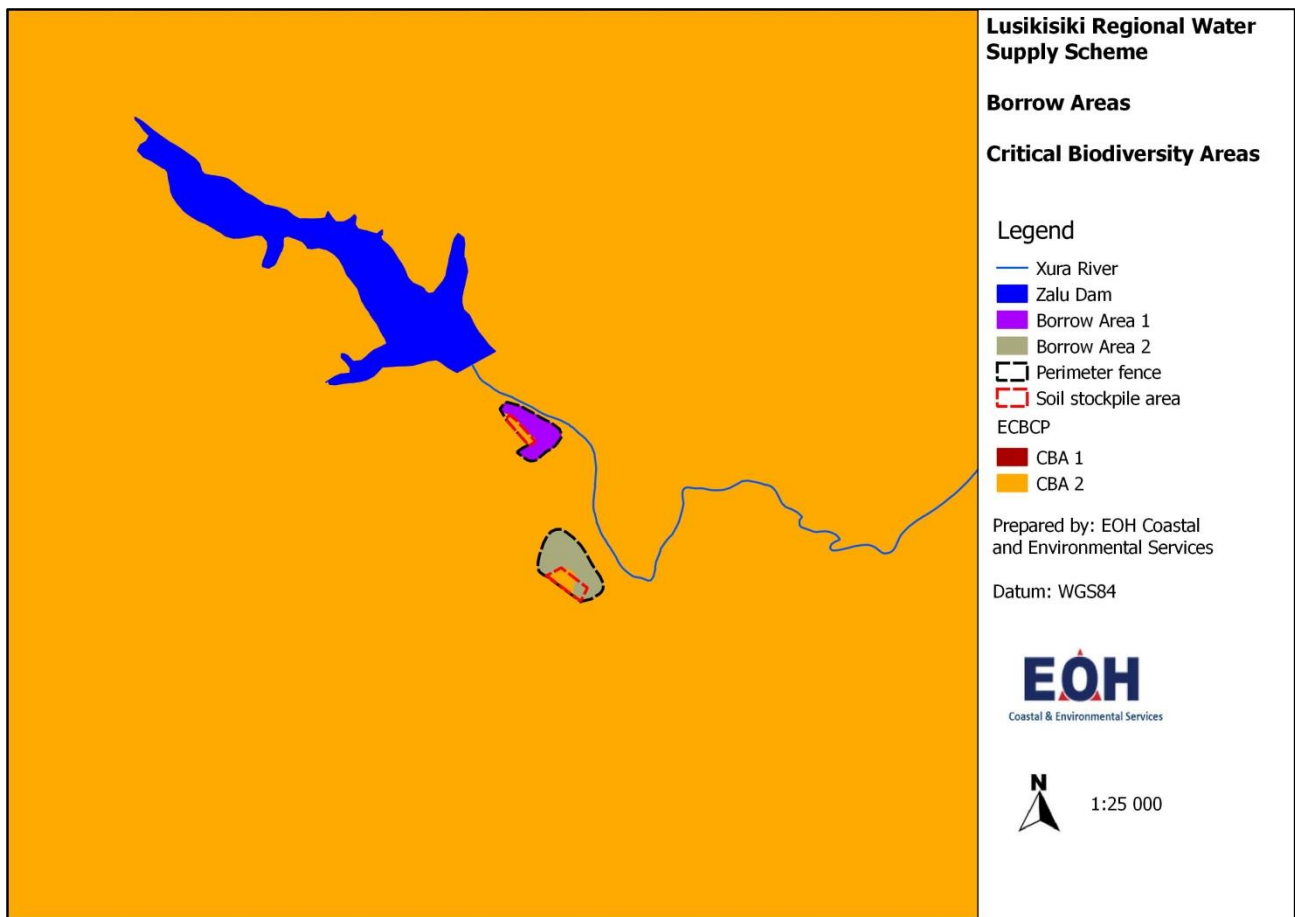 Lusikisiki Regional Water
Supply Scheme
Borrow Areas
Critical Biodiversity Areas
Legend
Xura River
Zalu Dam
Borrow Area 1
Borrow Area 2
Perimeter fence
Soil stockpile area
ECBCP
CBA 1
CBA 2
Prepared by: EOH Coastal
and Environmental Services
Datum: WGS84
EOH
Coastal & Environmental Services
N
1:25 000